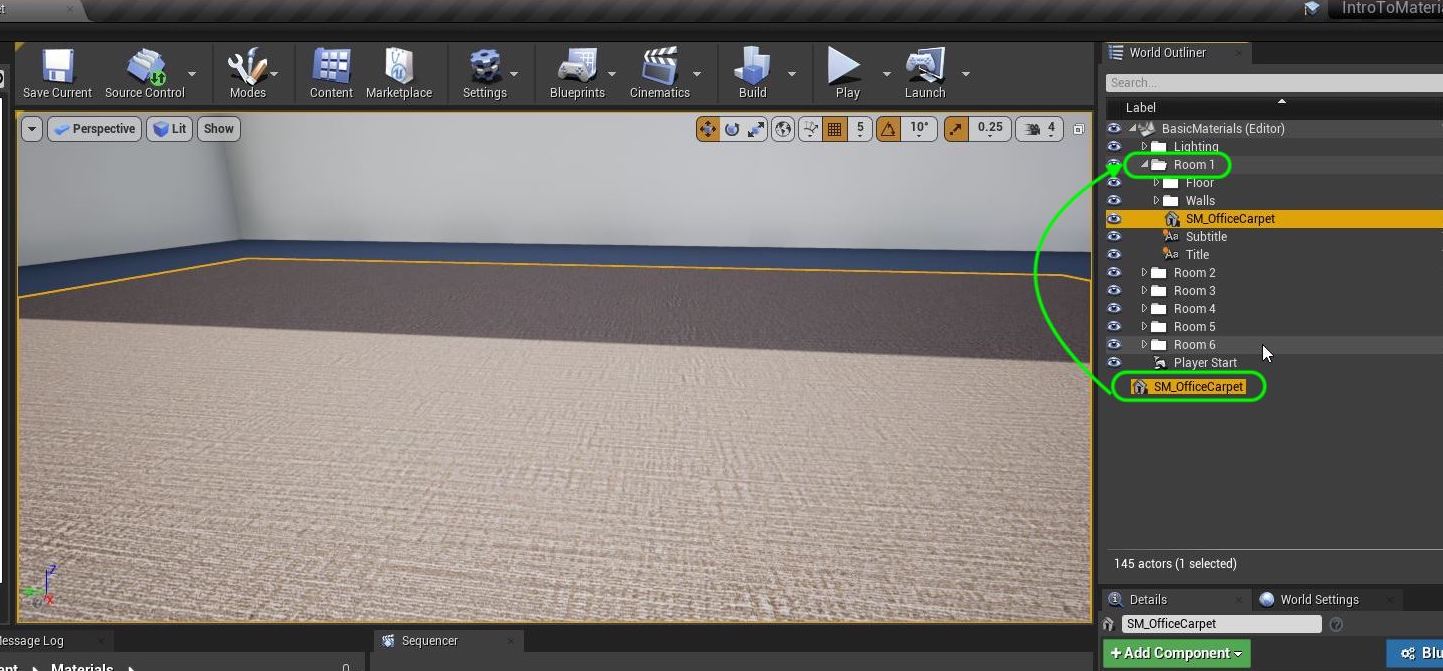 IntroToMateria
Save Current
Source Control
Modes
Content
Marketplace
Settings
Blueprints
Cinematics
Build
Play
Launch
World Outliner
Search...
Label
Perspective
Lit
Show
5
10°
0.25
4
BasicMaterials (Editor)
Lighting
Room 1
Floor
Walls
SM_OfficeCarpet
Subtitle
Title
Room 2
Room 3
Room 4
Room 5
Room 6
Player Start
SM_OfficeCarpet
145 actors (1 selected)
Z
X
Details
World Settings
SM_OfficeCarpet
+Add Component
Blu
Message Log
Sequencer
Materials